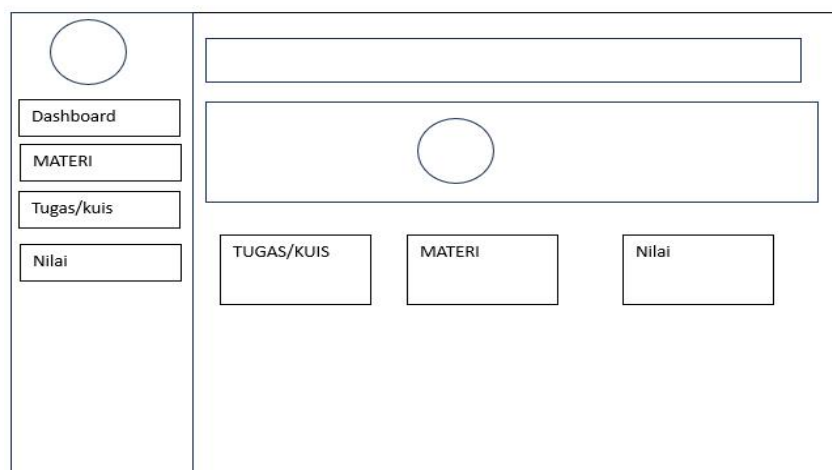 Dashboard
MATERI
Tugas/kuis
Nilai
TUGAS/KUIS
MATERI
Nilai